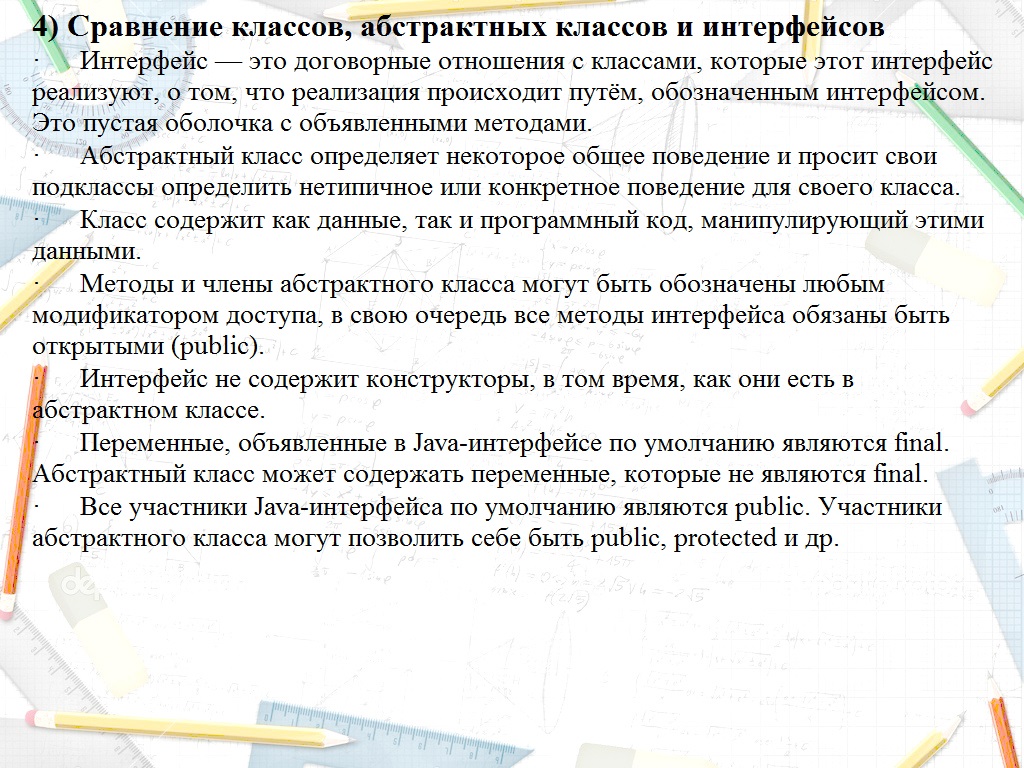 4) Сравнение классов, абстрактных классов и интерфейсов
· Интерфейс — это договорные отношения с классами, которые этот интерфейс
реализуют, о том, что реализация происходит путём, обозначенным интерфейсом.
Это пустая оболочка с объявленными методами.
· Абстрактный класс определяет некоторое общее поведение и просит свои
подклассы определить нетипичное или конкретное поведение для своего класса.
· Класс содержит как данные, так и программный код, манипулирующий этими
данными.
· Методы и члены абстрактного класса могут быть обозначены любым
модификатором доступа, в свою очередь все методы интерфейса обязаны быть
открытыми (public).
· Интерфейс не содержит конструкторы, в том время, как они есть в
абстрактном классе.
· Переменные, объявленные в Java-интерфейсе по умолчанию являются final.
Абстрактный класс может содержать переменные, которые не являются final.
· Все участники Java-интерфейса по умолчанию являются public. Участники
абстрактного класса могут позволить себе быть public, protected и др.